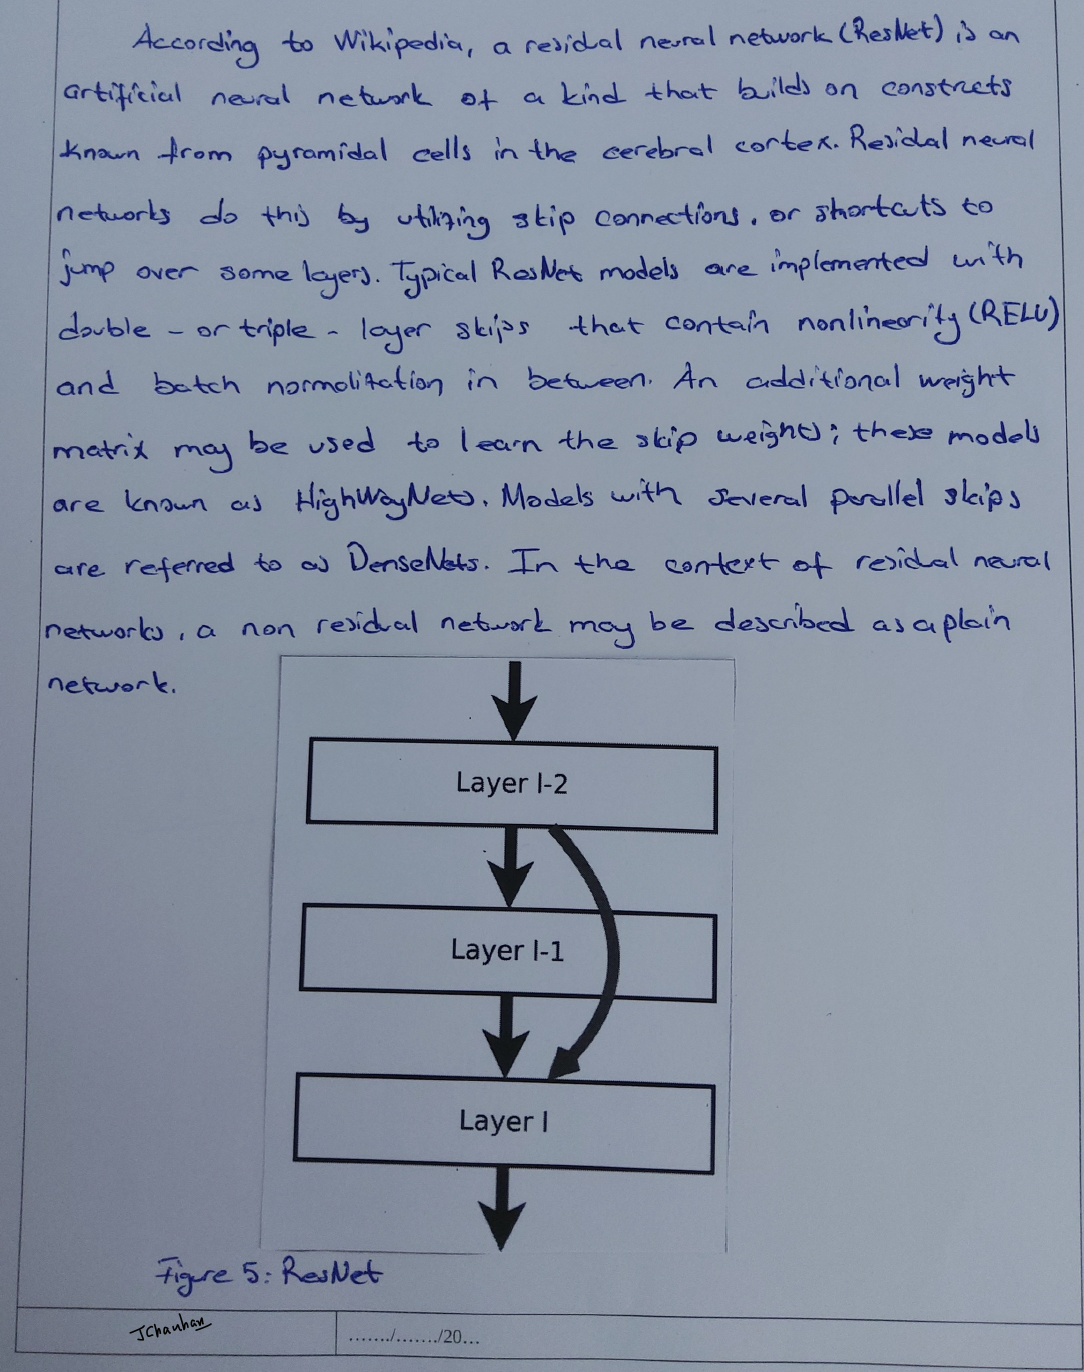 According to Wikipedia, a residal neural network (ResNet) is an
artificial neural network of a kind that builds on constructs
known from pyramidal cells in the cerebral cortex. Residal neural
networks do this by utilizing skip connections, or shortcuts to
jump over some layers. Typical ResNet models are implemented with
double - or triple - layer skips that contain nonlinearity (RELU)
and batch normalization in between. An additional weight
matrix may be used to learn the skip weights; these models
are known as HighWayNets. Models with several parallel skips
are referred to as DenseNets. In the context of residual neural
networks, a non residual network may be described as a plain
network.
Layer l-2
Layer l-1
Layer l
Figure 5: ResNet
JChauhan
......./......./20...